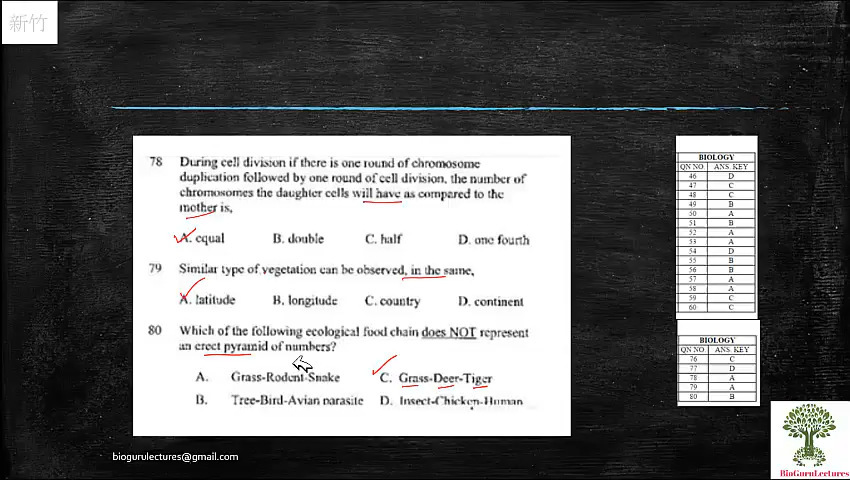 新竹
78 During cell division if there is one round of chromosome
duplication followed by one round of cell division, the number of
chromosomes the daughter cells will have as compared to the
mother is,
A. equal B. double C. half D. one fourth
79 Similar type of vegetation can be observed, in the same,
A. latitude B. longitude C. country D. continent
80 Which of the following ecological food chain does NOT represent
an erect pyramid of numbers?
A. Grass-Rodent-Snake C. Grass-Deer-Tiger
B. Tree-Bird-Avian parasite D. Insect-Chicken-Human
BIOLOGY
QN NO. ANS KEY
46 D
47 C
48 C
49 B
50 A
51 B
52 A
53 A
54 D
55 B
56 B
57 A
58 A
59 C
60 C
BIOLOGY
QN NO. ANS KEY
76 C
77 D
78 A
79 A
80 B
biogurulectures@gmail.com
BioGuruLectures